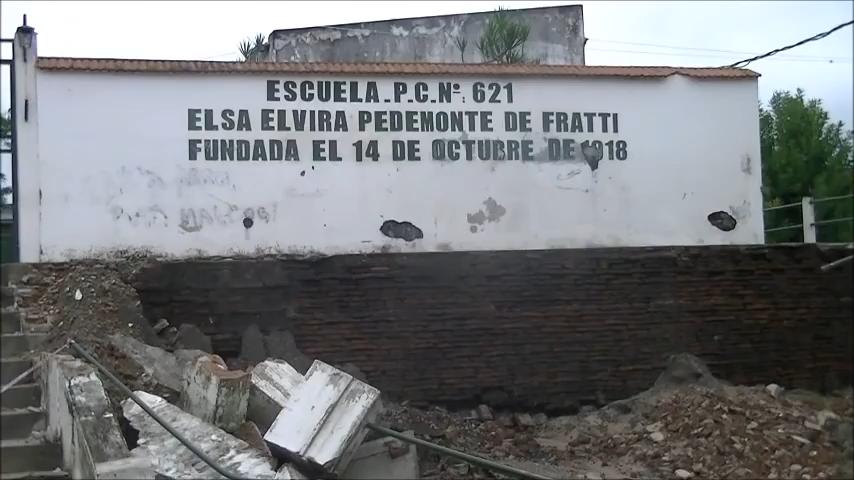 ESCUELA.P.C.Nº 621
ELSA ELVIRA PEDEMONTE DE FRATTI
FUNDADA EL 14 DE OCTUBRE DE 1918